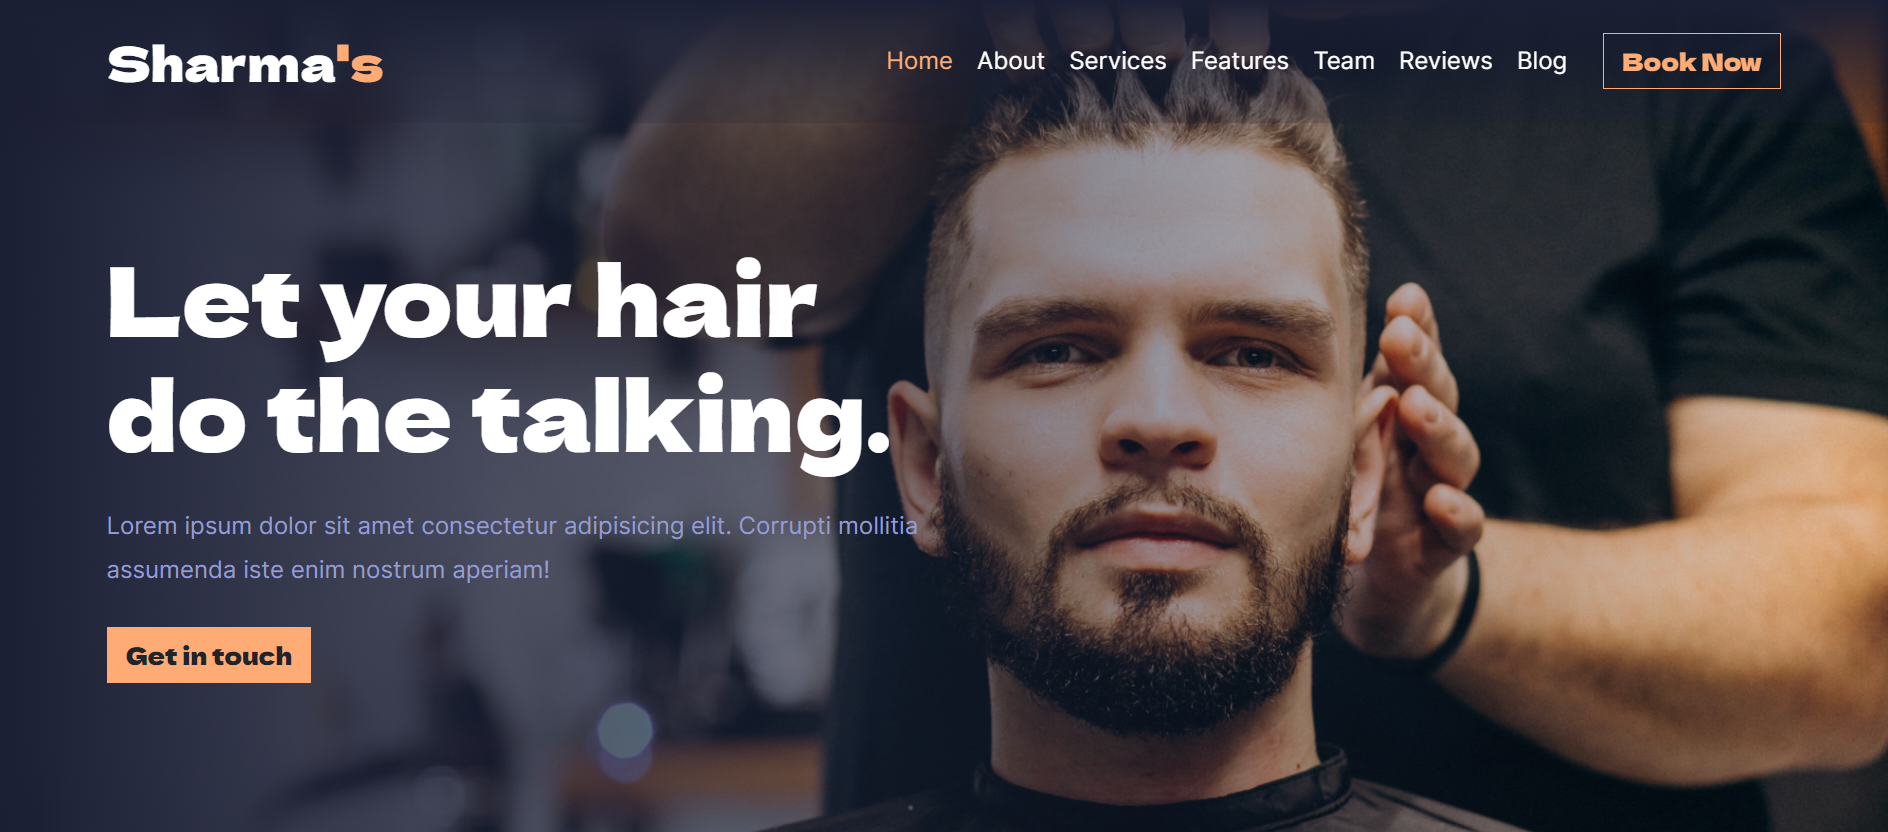 Sharma's
Home About Services Features Team Reviews Blog Book Now
Let your hair
do the talking.
Lorem ipsum dolor sit amet consectetur adipisicing elit. Corrupti mollitia
assumenda iste enim nostrum aperiam!
Get in touch